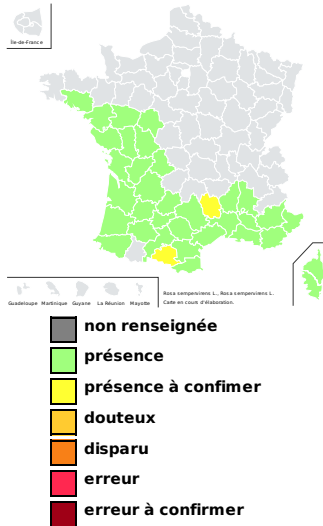 Île-de-France
Guadeloupe Martinique Guyane La Réunion Mayotte
Rosa sempervirens L., Rosa sempervirens L.
Carte en cours d'élaboration.
non renseignée
présence
présence à confimer
douteux
disparu
erreur
erreur à confirmer